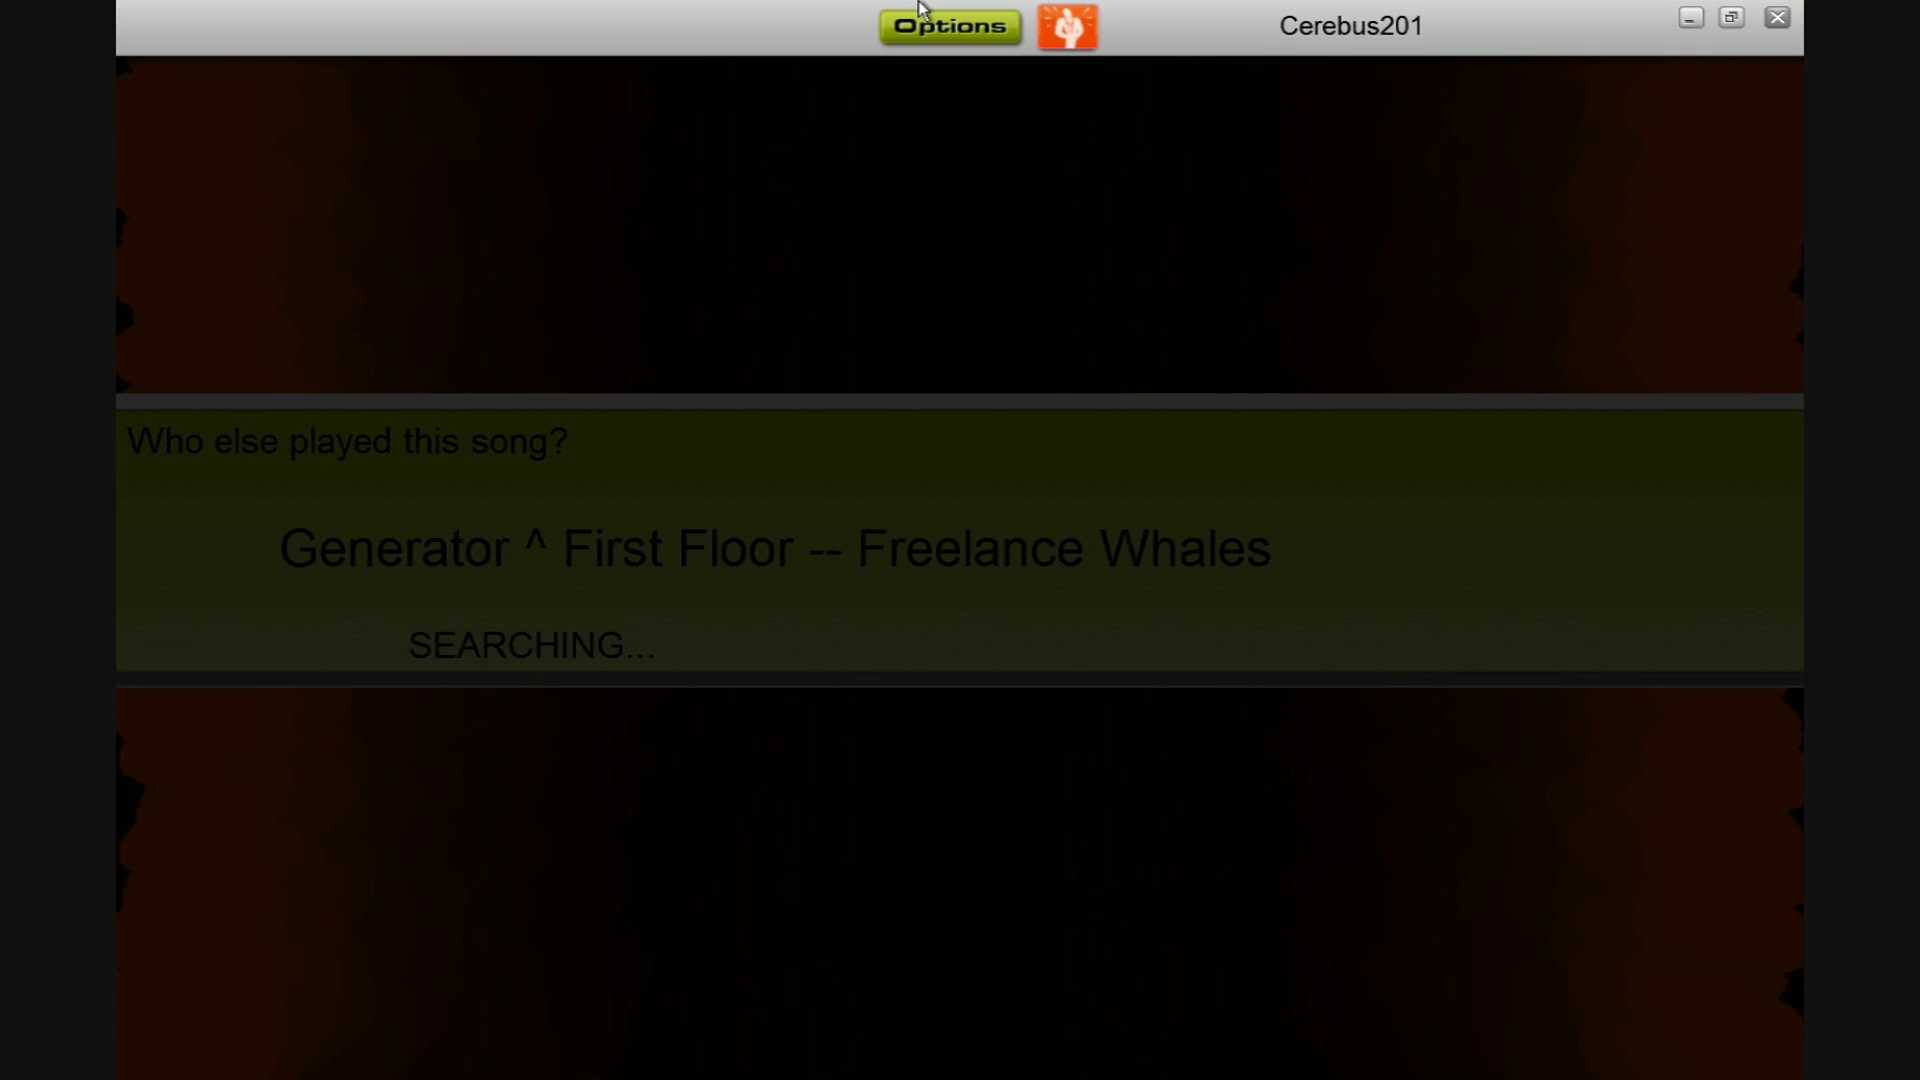 Options
Cerebus201
Who else played this song?
Generator ^ First Floor -- Freelance Whales
SEARCHING...